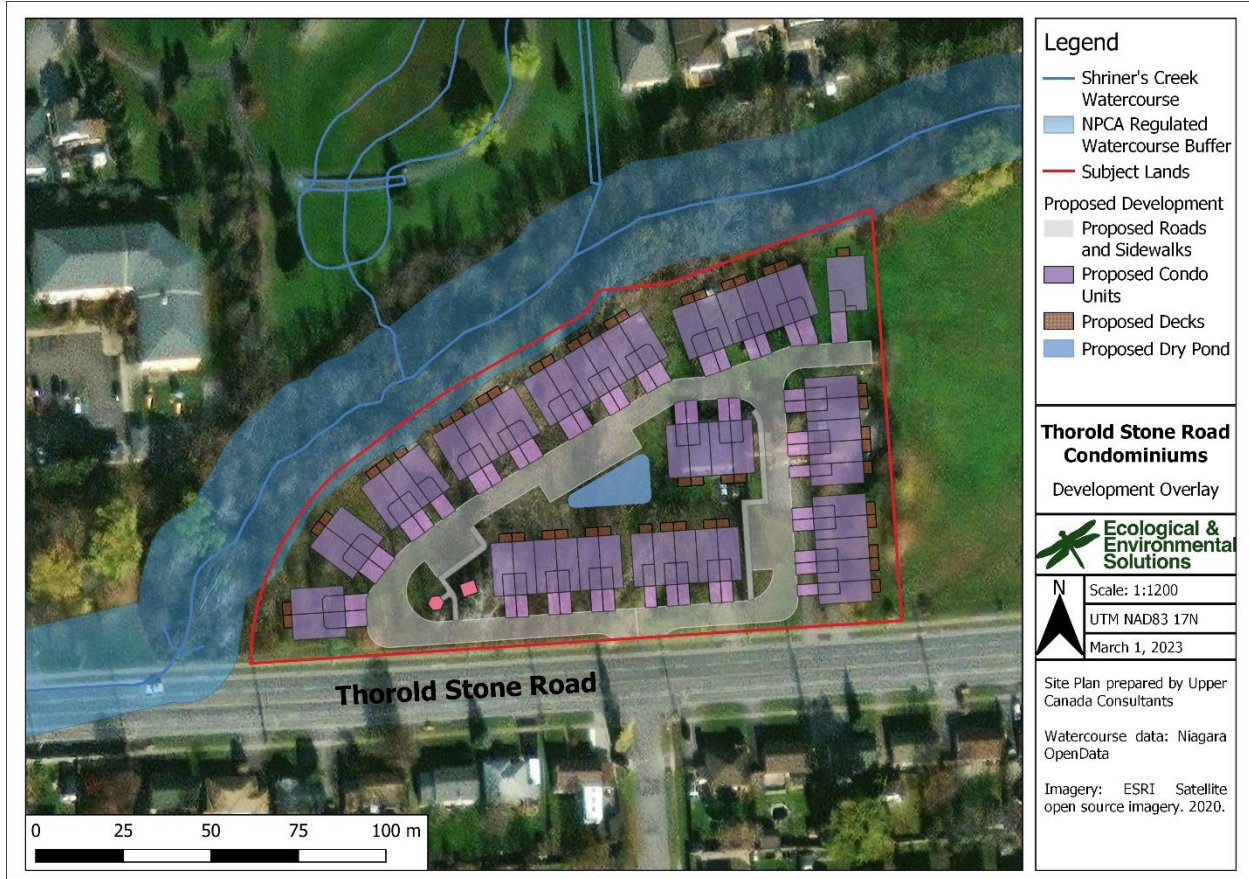 Legend
Shriner's Creek
Watercourse
NPCA Regulated
Watercourse Buffer
Subject Lands
Proposed Development
Proposed Roads
and Sidewalks
Proposed Condo
Units
Proposed Decks
Proposed Dry Pond
Thorold Stone Road
Condominiums
Development Overlay
Ecological &
Environmental
Solutions
N
Scale: 1:1200
UTM NAD83 17N
March 1, 2023
Site Plan prepared by Upper
Canada Consultants
Watercourse data: Niagara
OpenData
Imagery: ESRI Satellite
open source imagery. 2020.
Thorold Stone Road
0 25 50 75 100 m